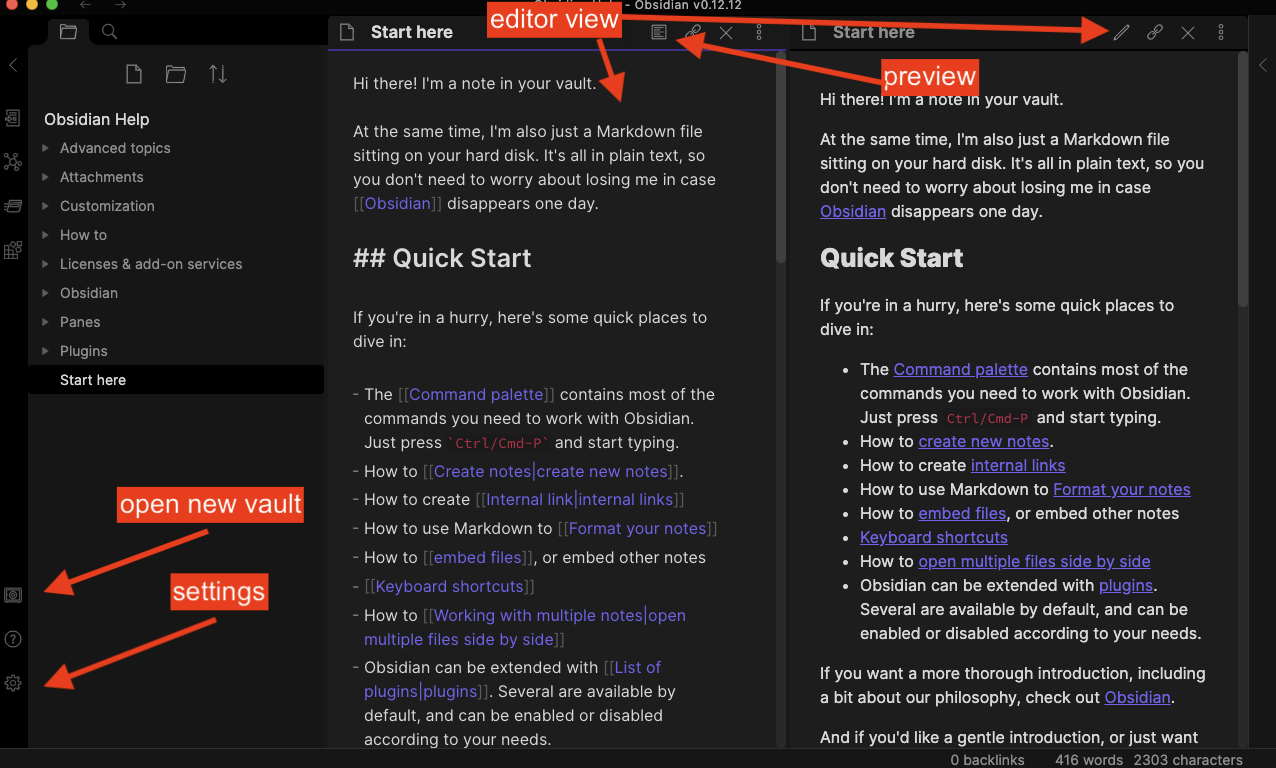 - Obsidian v0.12.12
editor view
Start here
Start here
preview
Obsidian Help
Advanced topics
Attachments
Customization
How to
Licenses & add-on services
Obsidian
Panes
Plugins
Start here
open new vault
settings
Hi there! I'm a note in your vault.
At the same time, I'm also just a Markdown file
sitting on your hard disk. It's all in plain text, so
you don't need to worry about losing me in case
[[Obsidian]] disappears one day.
## Quick Start
If you're in a hurry, here's some quick places to
dive in:
- The [[Command palette]] contains most of the
commands you need to work with Obsidian.
Just press `Ctrl/Cmd-P` and start typing.
- How to [[Create notes|create new notes]].
- How to create [[Internal link|internal links]]
- How to use Markdown to [[Format your notes]]
- How to [[embed files]], or embed other notes
- [[Keyboard shortcuts]]
- How to [[Working with multiple notes|open
multiple files side by side]]
- Obsidian can be extended with [[List of
plugins|plugins]]. Several are available by
default, and can be enabled or disabled
according to your needs.
Hi there! I'm a note in your vault.
At the same time, I'm also just a Markdown file
sitting on your hard disk. It's all in plain text, so you
don't need to worry about losing me in case
Obsidian disappears one day.
Quick Start
If you're in a hurry, here's some quick places to
dive in:
• The Command palette contains most of the
commands you need to work with Obsidian.
Just press Ctrl/Cmd-P and start typing.
• How to create new notes.
• How to create internal links
• How to use Markdown to Format your notes
• How to embed files, or embed other notes
• Keyboard shortcuts
• How to open multiple files side by side
• Obsidian can be extended with plugins.
Several are available by default, and can be
enabled or disabled according to your needs.
If you want a more thorough introduction, including
a bit about our philosophy, check out Obsidian.
And if you'd like a gentle introduction, or just want
0 backlinks 416 words 2303 characters